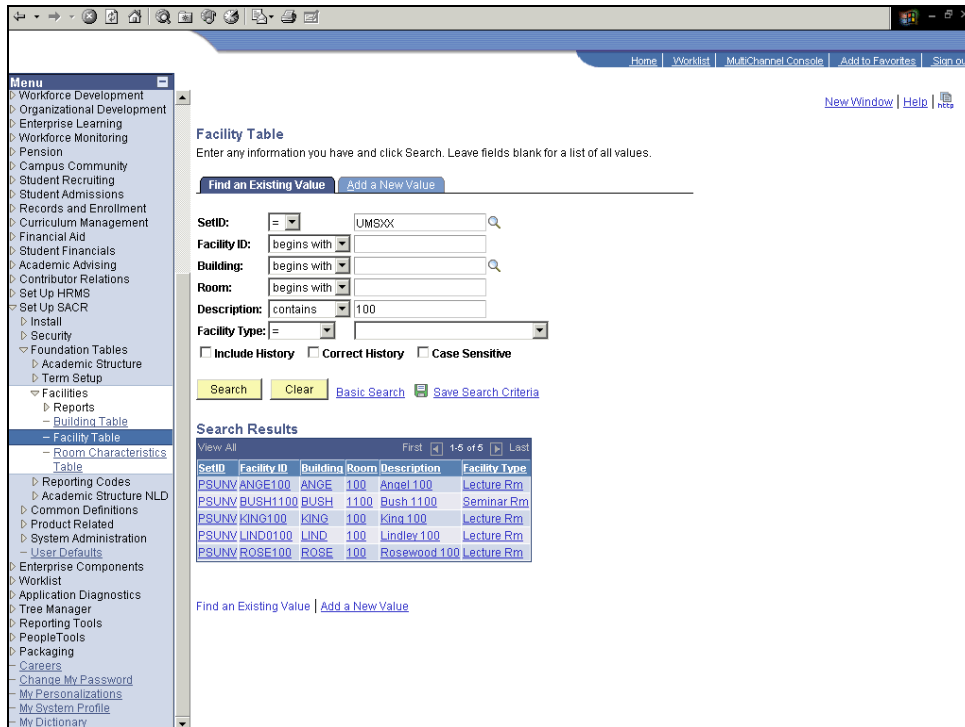 Home | Worklist | MultiChannel Console | Add to Favorites | Sign ou
Menu
Workforce Development
Organizational Development
Enterprise Learning
Workforce Monitoring
Pension
Campus Community
Student Recruiting
Student Admissions
Records and Enrollment
Curriculum Management
Financial Aid
Student Financials
Academic Advising
Contributor Relations
Set Up HRMS
Set Up SACR
Install
Security
Foundation Tables
Academic Structure
Term Setup
Facilities
Reports
Building Table
Facility Table
Room Characteristics
Table
Reporting Codes
Academic Structure NLD
Common Definitions
Product Related
System Administration
User Defaults
Enterprise Components
Worklist
Application Diagnostics
Tree Manager
Reporting Tools
PeopleTools
Packaging
Careers
Change My Password
My Personalizations
My System Profile
My Dictionary
New Window | Help | http
Facility Table
Enter any information you have and click Search. Leave fields blank for a list of all values.
Find an Existing Value Add a New Value
SetID: = UMSXX
Facility ID: begins with
Building: begins with
Room: begins with
Description: contains 100
Facility Type: =
Include History Correct History Case Sensitive
Search Clear Basic Search Save Search Criteria
Search Results
View All First 1-5 of 5 Last
SetID Facility ID Building Room Description Facility Type
PSUNV ANGE100 ANGE 100 Angel 100 Lecture Rm
PSUNV BUSH1100 BUSH 1100 Bush 1100 Seminar Rm
PSUNV KING100 KING 100 King 100 Lecture Rm
PSUNV LIND0100 LIND 100 Lindley 100 Lecture Rm
PSUNV ROSE100 ROSE 100 Rosewood 100 Lecture Rm
Find an Existing Value | Add a New Value